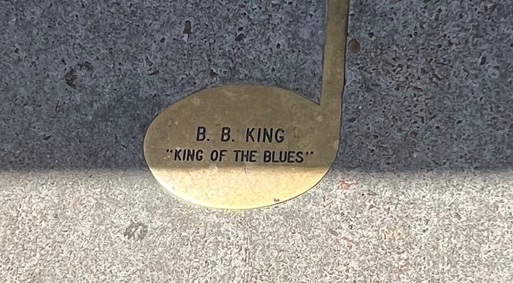 B. B. KING
"KING OF THE BLUES"